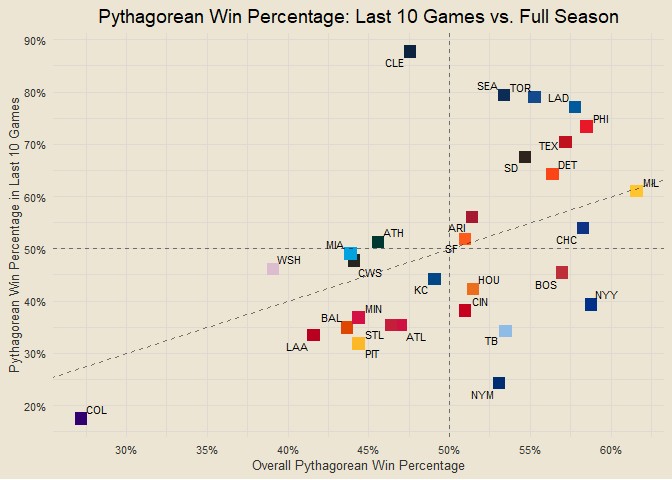 Pythagorean Win Percentage: Last 10 Games vs. Full Season
Pythagorean Win Percentage in Last 10 Games
90%
80%
70%
60%
50%
40%
30%
20%
CLE
SEA
TOR
LAD
PHI
TEX
SD
DET
MIL
ARI
SF
CHC
ATH
MIA
CWS
WSH
KC
HOU
BOS
NYY
CIN
TB
NYM
MIN
BAL
STL
ATL
LAA
PIT
COL
30%
35%
40%
45%
50%
55%
60%
Overall Pythagorean Win Percentage